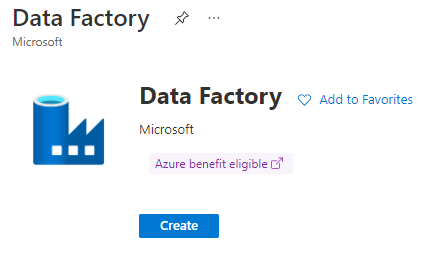 Data Factory
Microsoft
Data Factory
Add to Favorites
Microsoft
Azure benefit eligible
Create